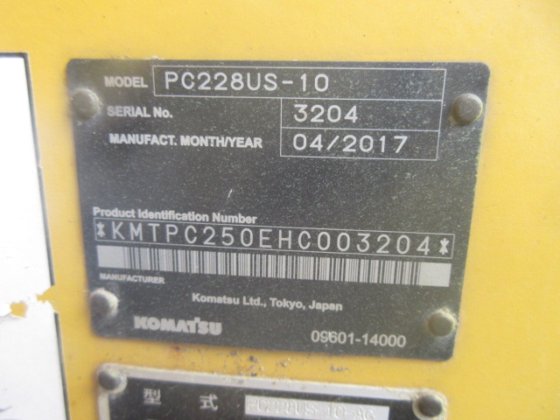 MODEL PC228US-10
SERIAL No. 3204
MANUFACT. MONTH/YEAR 04/2017
Product Identification Number
*KMTPC250EHC003204*
MANUFACTURER
Komatsu Ltd., Tokyo, Japan
KOMATSU 09601-14000
型 式